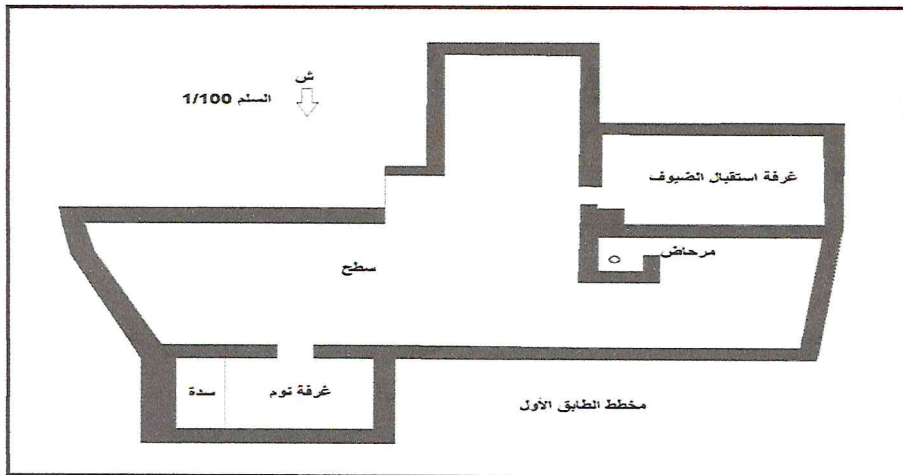 ش
السلم 1/100
غرفة استقبال الضيوف
مرحاض
سطح
غرفة نوم
سدة
مخطط الطابق الأول